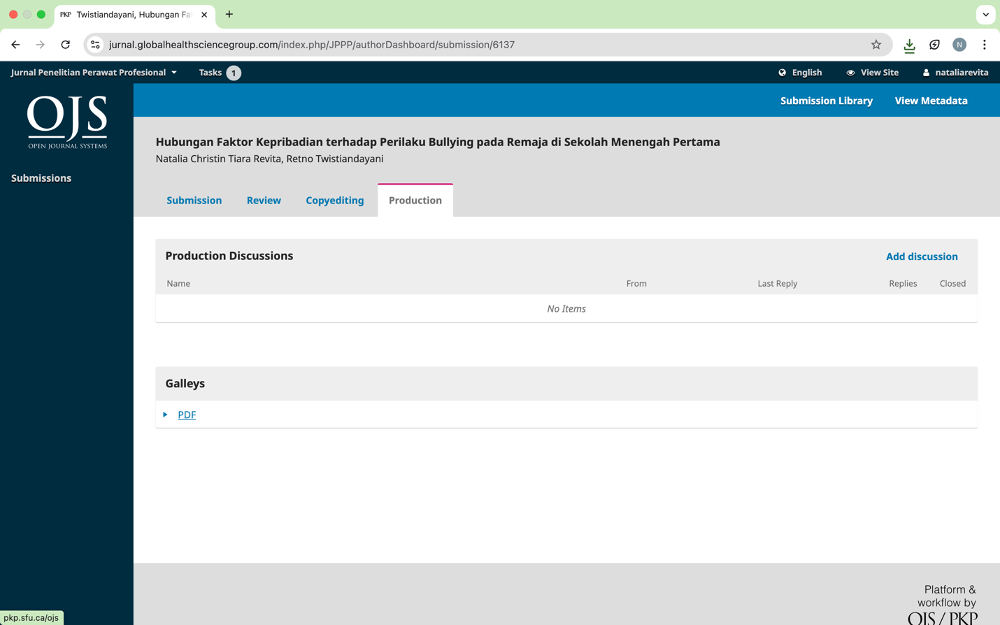 PKP Twistiandayani, Hubungan Fa
jurnal.globalhealthsciencegroup.com/index.php/JPPP/authorDashboard/submission/6137
N
Jurnal Penelitian Perawat Profesional
Tasks 1
English
View Site
nataliarevita
OJS
OPEN JOURNAL SYSTEMS
Submissions
Submission Library
View Metadata
Hubungan Faktor Kepribadian terhadap Perilaku Bullying pada Remaja di Sekolah Menengah Pertama
Natalia Christin Tiara Revita, Retno Twistiandayani
Submission Review Copyediting Production
Production Discussions
Add discussion
Name From Last Reply Replies Closed
No Items
Galleys
PDF
Platform &
workflow by
OJS / PKP
pkp.sfu.ca/ojs